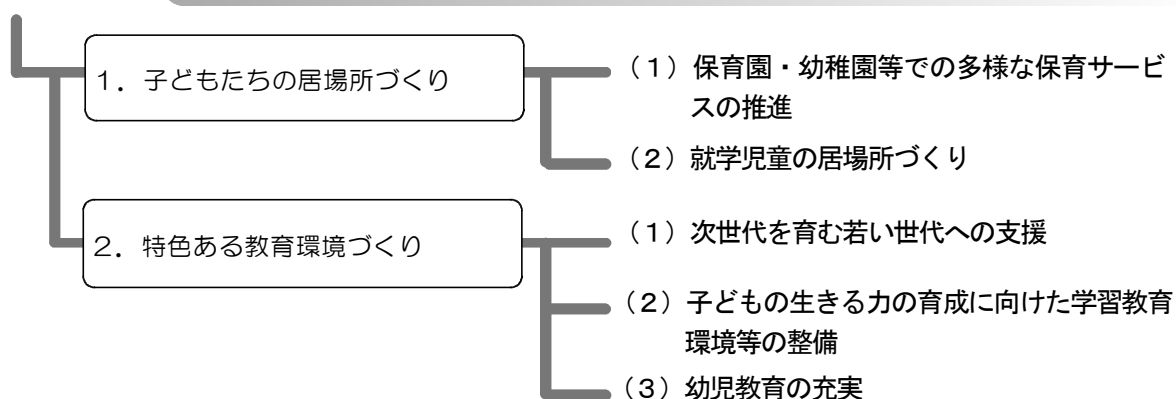 1．子どもたちの居場所づくり
（1）保育園・幼稚園等での多様な保育サービ
スの推進
（2）就学児童の居場所づくり
2．特色ある教育環境づくり
（1）次世代を育む若い世代への支援
（2）子どもの生きる力の育成に向けた学習教育
環境等の整備
（3）幼児教育の充実